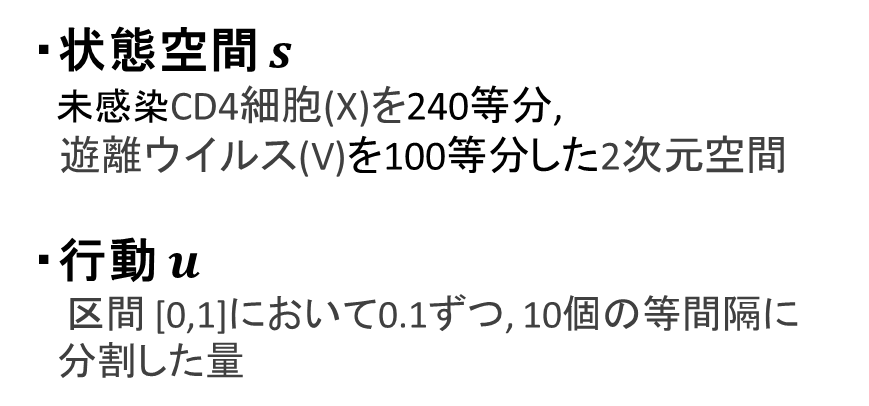 ・状態空間 s
未感染CD4細胞(X)を240等分,
遊離ウイルス(V)を100等分した2次元空間
・行動 u
区間 [0,1]において0.1ずつ, 10個の等間隔に
分割した量